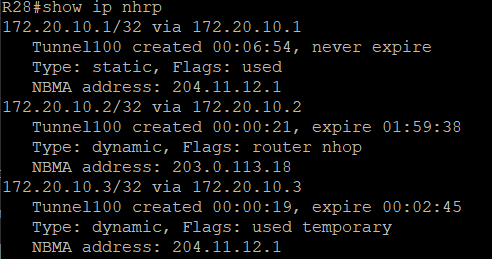 R28#show ip nhrp
172.20.10.1/32 via 172.20.10.1
   Tunnel100 created 00:06:54, never expire
   Type: static, Flags: used
   NBMA address: 204.11.12.1
172.20.10.2/32 via 172.20.10.2
   Tunnel100 created 00:00:21, expire 01:59:38
   Type: dynamic, Flags: router nhop
   NBMA address: 203.0.113.18
172.20.10.3/32 via 172.20.10.3
   Tunnel100 created 00:00:19, expire 00:02:45
   Type: dynamic, Flags: used temporary
   NBMA address: 204.11.12.1